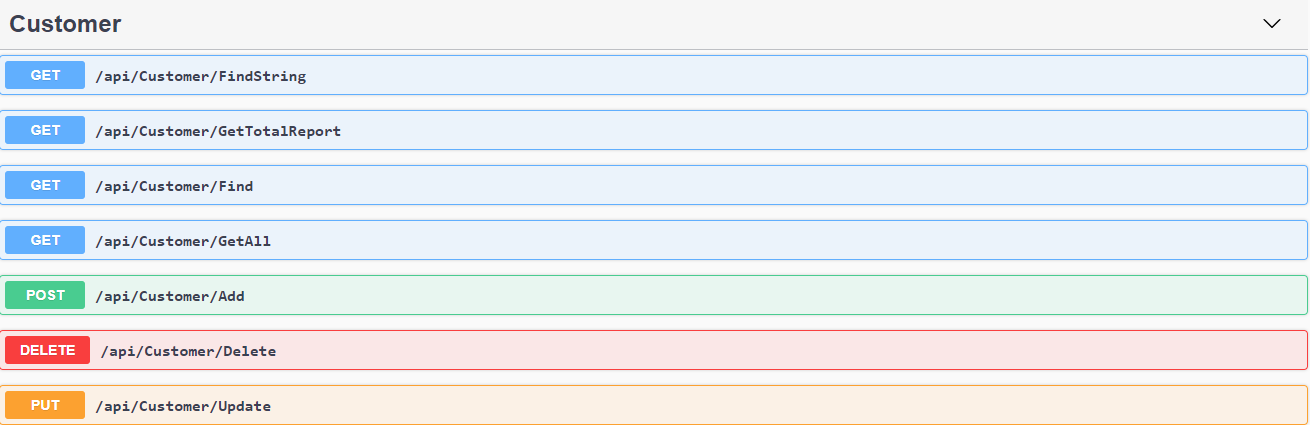 Customer
GET /api/Customer/FindString
GET /api/Customer/GetTotalReport
GET /api/Customer/Find
GET /api/Customer/GetAll
POST /api/Customer/Add
DELETE /api/Customer/Delete
PUT /api/Customer/Update